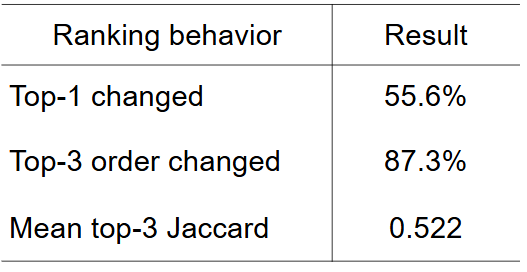 Ranking behavior Result
Top-1 changed 55.6%
Top-3 order changed 87.3%
Mean top-3 Jaccard 0.522